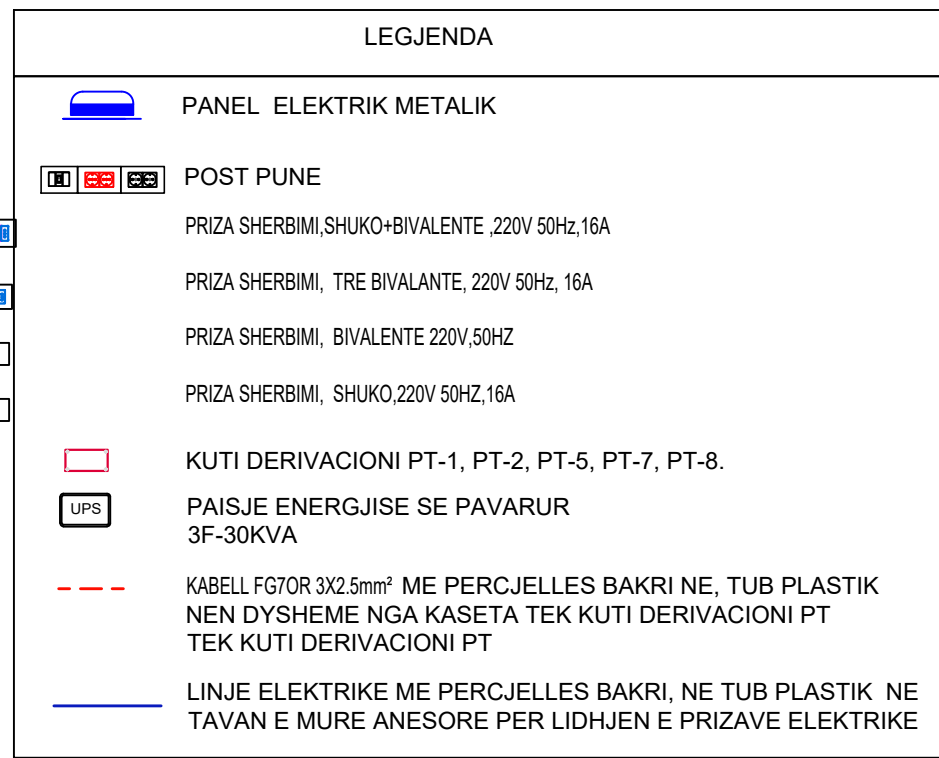 LEGJENDA
PANEL ELEKTRIK METALIK
POST PUNE
PRIZA SHERBIMI,SHUKO+BIVALENTE ,220V 50Hz,16A
PRIZA SHERBIMI, TRE BIVALANTE, 220V 50Hz, 16A
PRIZA SHERBIMI, BIVALENTE 220V,50HZ
PRIZA SHERBIMI, SHUKO,220V 50HZ,16A
KUTI DERIVACIONI PT-1, PT-2, PT-5, PT-7, PT-8.
UPS PAISJE ENERGJISE SE PAVARUR
3F-30KVA
KABELL FG7OR 3X2.5mm² ME PERCJELLES BAKRI NE, TUB PLASTIK
NEN DYSHEME NGA KASETA TEK KUTI DERIVACIONI PT
TEK KUTI DERIVACIONI PT
LINJE ELEKTRIKE ME PERCJELLES BAKRI, NE TUB PLASTIK NE
TAVAN E MURE ANESORE PER LIDHJEN E PRIZAVE ELEKTRIKE